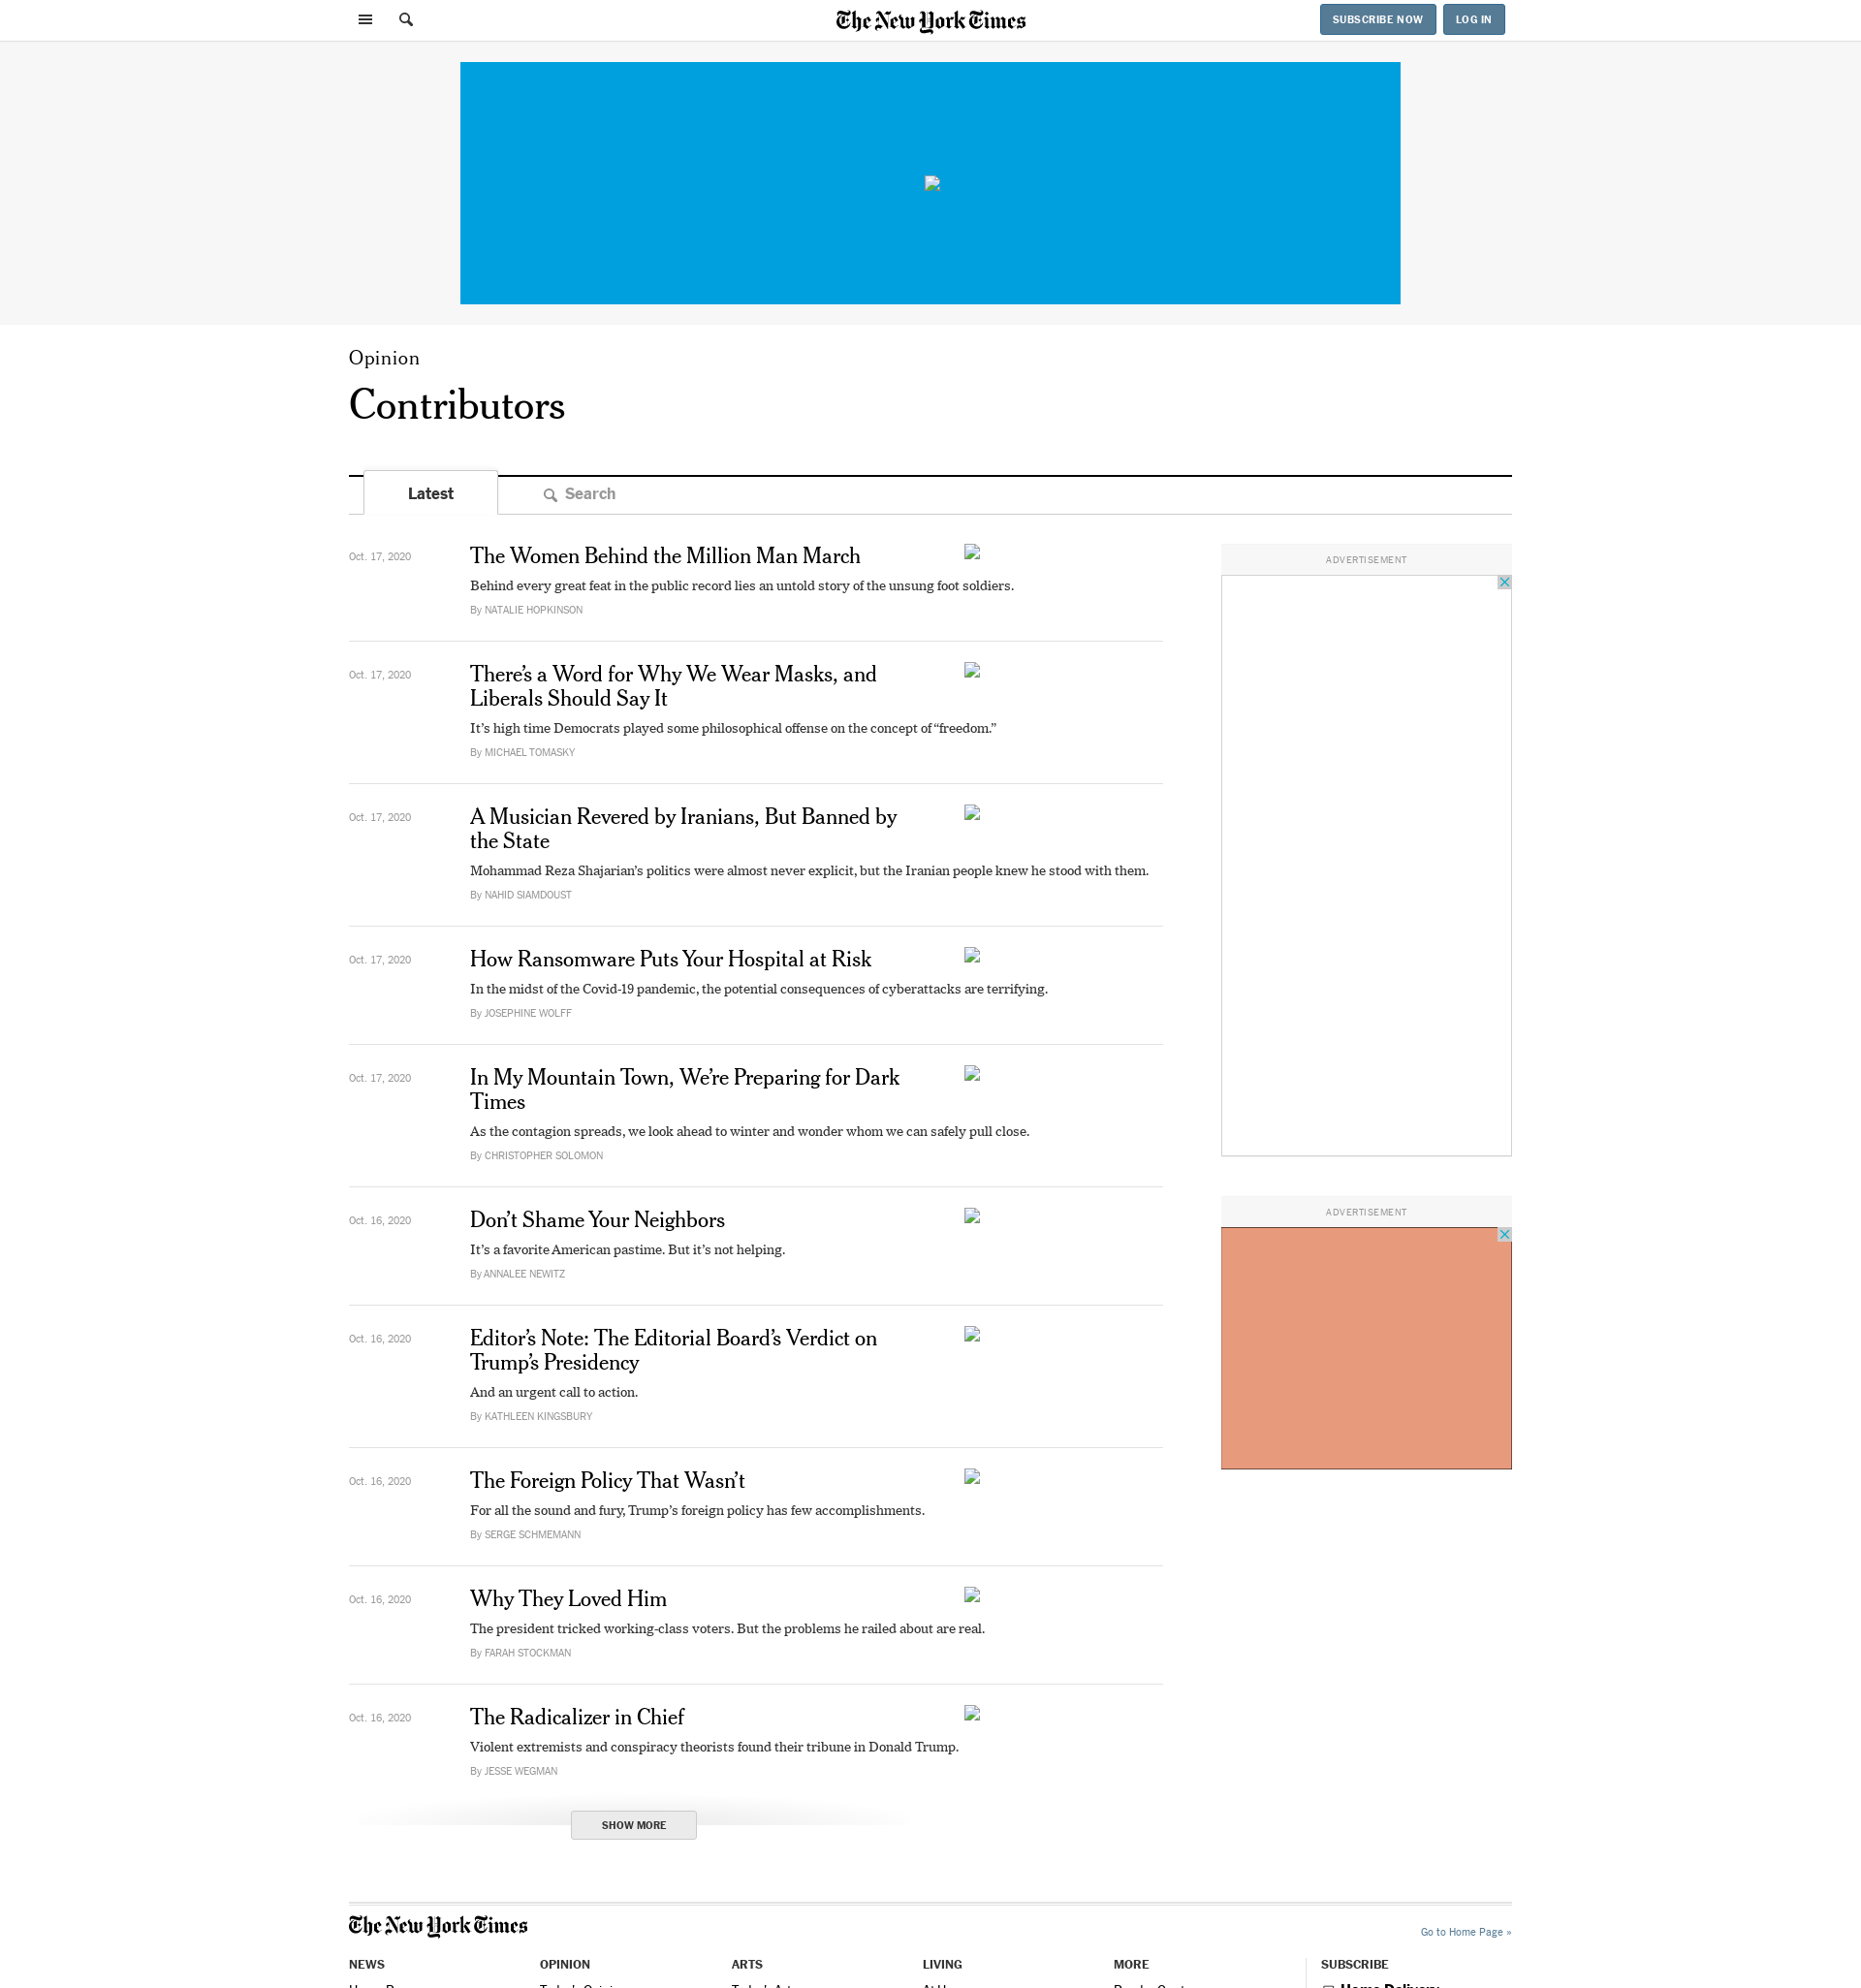 The New York Times
SUBSCRIBE NOW
LOG IN
Opinion
Contributors
Latest
Search
Oct. 17, 2020
The Women Behind the Million Man March
Behind every great feat in the public record lies an untold story of the unsung foot soldiers.
By NATALIE HOPKINSON
Oct. 17, 2020
There’s a Word for Why We Wear Masks, and
Liberals Should Say It
It’s high time Democrats played some philosophical offense on the concept of “freedom.”
By MICHAEL TOMASKY
Oct. 17, 2020
A Musician Revered by Iranians, But Banned by
the State
Mohammad Reza Shajarian’s politics were almost never explicit, but the Iranian people knew he stood with them.
By NAHID SIAMDOUST
Oct. 17, 2020
How Ransomware Puts Your Hospital at Risk
In the midst of the Covid-19 pandemic, the potential consequences of cyberattacks are terrifying.
By JOSEPHINE WOLFF
Oct. 17, 2020
In My Mountain Town, We’re Preparing for Dark
Times
As the contagion spreads, we look ahead to winter and wonder whom we can safely pull close.
By CHRISTOPHER SOLOMON
Oct. 16, 2020
Don’t Shame Your Neighbors
It’s a favorite American pastime. But it’s not helping.
By ANNALEE NEWITZ
Oct. 16, 2020
Editor’s Note: The Editorial Board’s Verdict on
Trump’s Presidency
And an urgent call to action.
By KATHLEEN KINGSBURY
Oct. 16, 2020
The Foreign Policy That Wasn’t
For all the sound and fury, Trump’s foreign policy has few accomplishments.
By SERGE SCHMEMANN
Oct. 16, 2020
Why They Loved Him
The president tricked working-class voters. But the problems he railed about are real.
By FARAH STOCKMAN
Oct. 16, 2020
The Radicalizer in Chief
Violent extremists and conspiracy theorists found their tribune in Donald Trump.
By JESSE WEGMAN
SHOW MORE
ADVERTISEMENT
ADVERTISEMENT
The New York Times
Go to Home Page »
NEWS
OPINION
ARTS
LIVING
MORE
SUBSCRIBE
Home Delivery